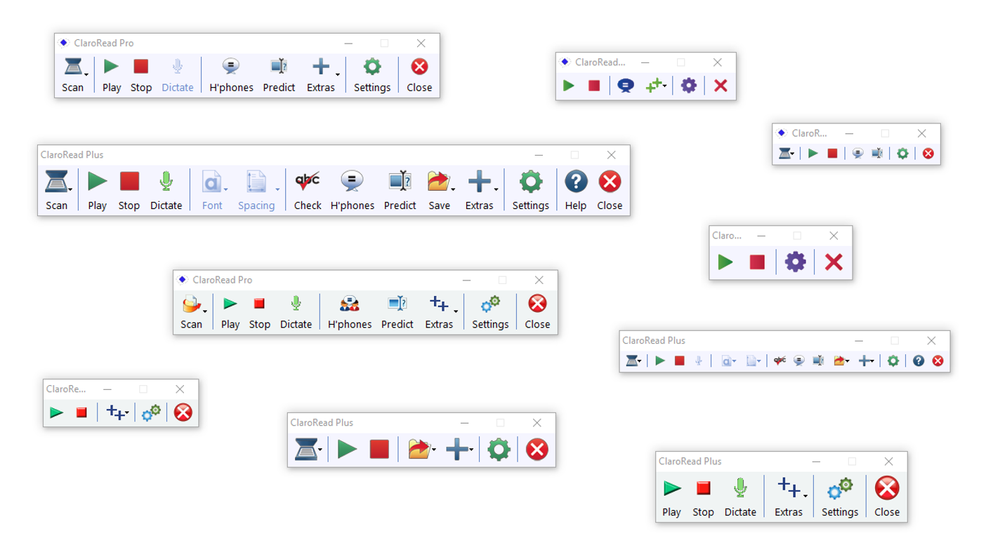 ClaroRead Pro
Scan Play Stop Dictate H'phones Predict Extras Settings Close
ClaroRead...
ClaroR...
ClaroRead Plus
abc
Scan Play Stop Dictate Font Spacing Check H'phones Predict Save Extras Settings Help Close
Claro...
ClaroRead Pro
Scan Play Stop Dictate H'phones Predict Extras Settings Close
ClaroRead Plus
abc
ClaroRe...
ClaroRead Plus
ClaroRead Plus
Play Stop Dictate Extras Settings Close